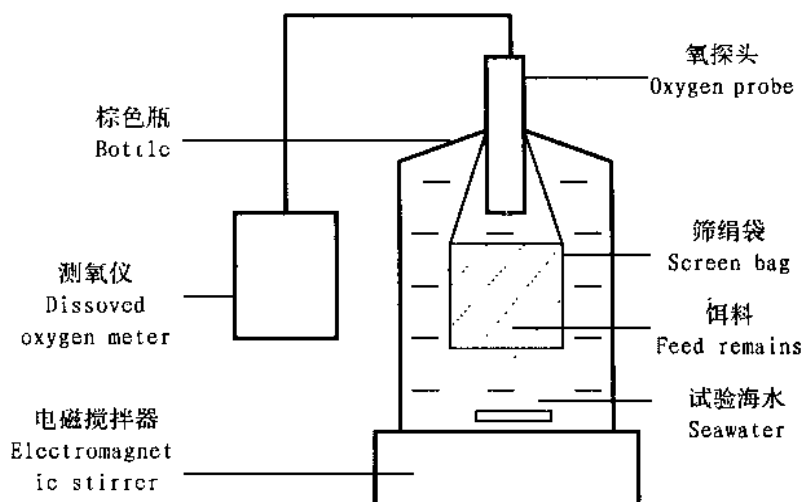 氧探头
Oxygen probe
棕色瓶
Bottle
筛绢袋
Screen bag
测氧仪
Dissoved
oxygen meter
饵料
Feed remains
试验海水
Seawater
电磁搅拌器
Electromagnet
ic stirrer